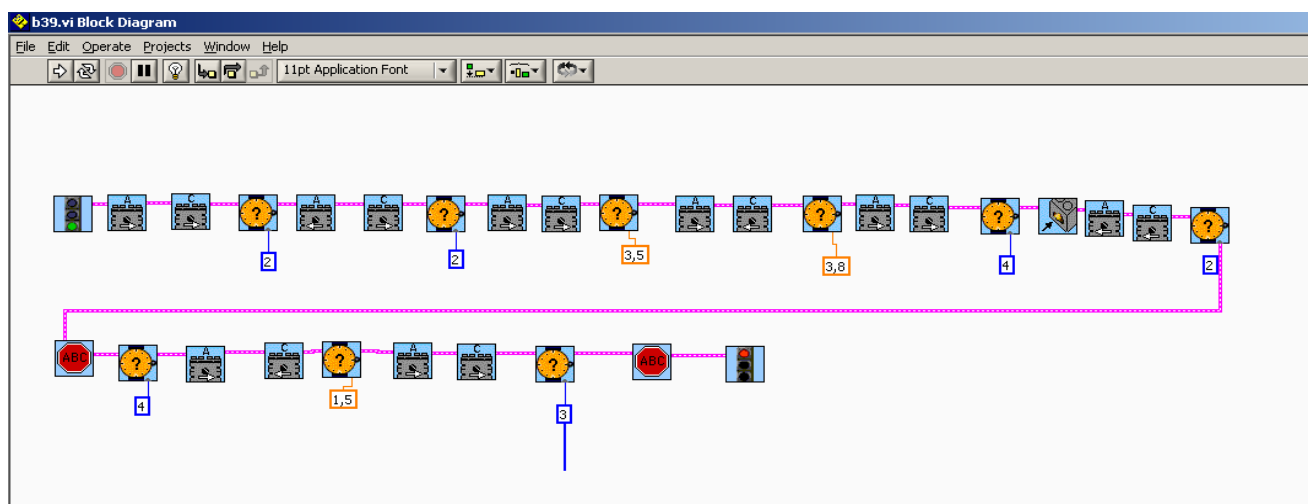 b39.vi Block Diagram
File Edit Operate Projects Window Help
11pt Application Font
A C ? A C ? A C ? A C ? A C ? A C ?
2 2 3,5 3,8 4 2
ABC ? A C ? A C ? ABC
4 1,5 3